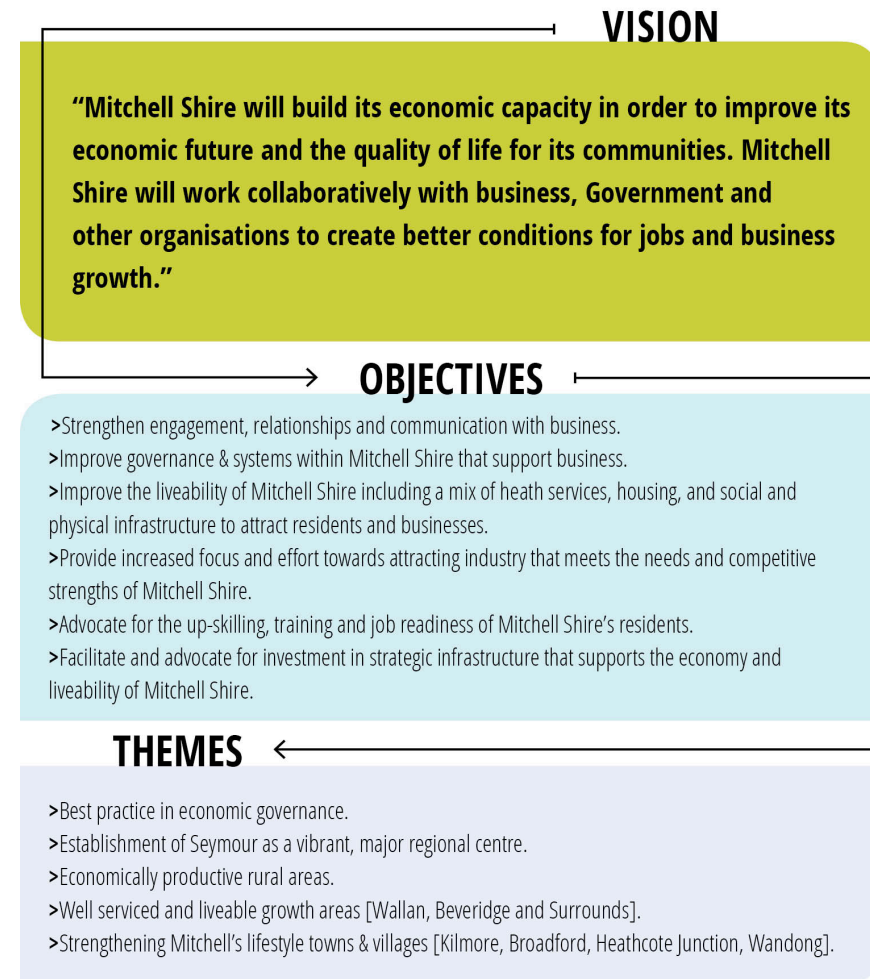 VISION
“Mitchell Shire will build its economic capacity in order to improve its
economic future and the quality of life for its communities. Mitchell
Shire will work collaboratively with business, Government and
other organisations to create better conditions for jobs and business
growth.”
OBJECTIVES
>Strengthen engagement, relationships and communication with business.
>Improve governance & systems within Mitchell Shire that support business.
>Improve the liveability of Mitchell Shire including a mix of heath services, housing, and social and
physical infrastructure to attract residents and businesses.
>Provide increased focus and effort towards attracting industry that meets the needs and competitive
strengths of Mitchell Shire.
>Advocate for the up-skilling, training and job readiness of Mitchell Shire’s residents.
>Facilitate and advocate for investment in strategic infrastructure that supports the economy and
liveability of Mitchell Shire.
THEMES
>Best practice in economic governance.
>Establishment of Seymour as a vibrant, major regional centre.
>Economically productive rural areas.
>Well serviced and liveable growth areas [Wallan, Beveridge and Surrounds].
>Strengthening Mitchell’s lifestyle towns & villages [Kilmore, Broadford, Heathcote Junction, Wandong].